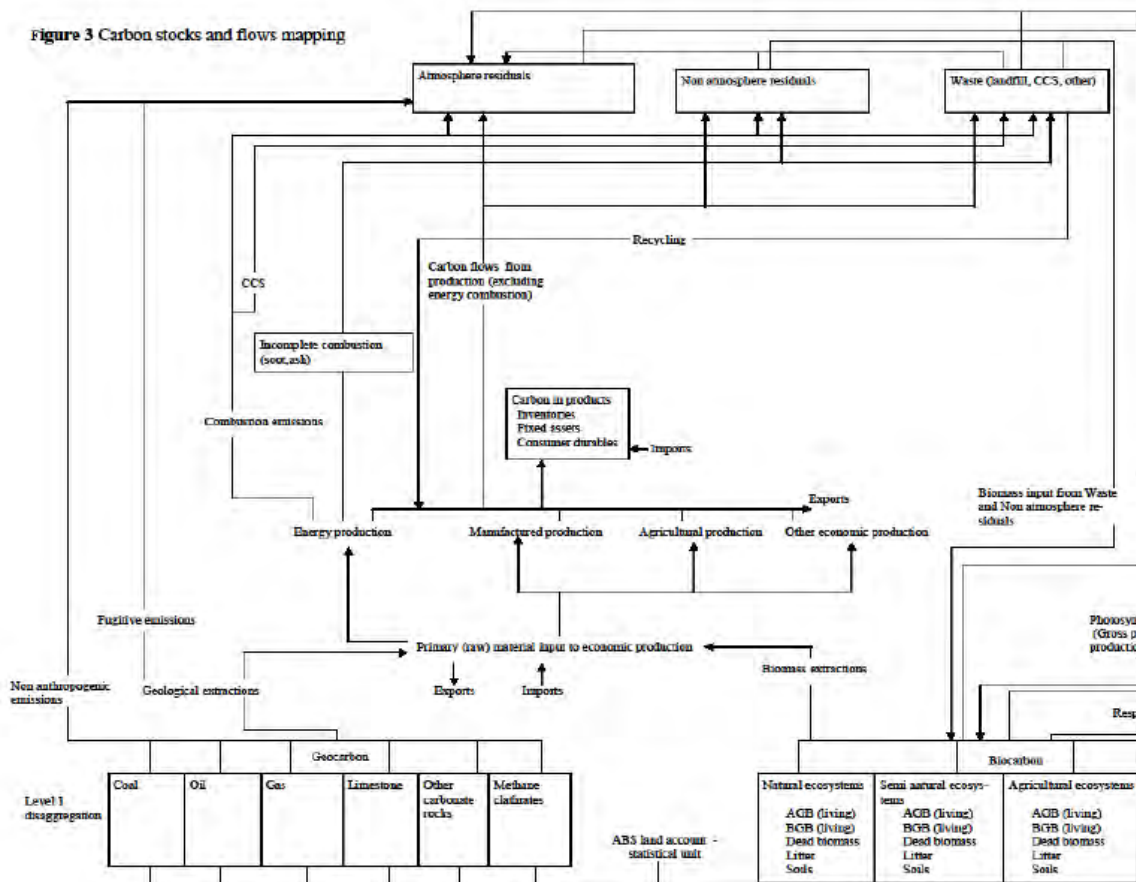 Figure 3 Carbon stocks and flows mapping
Atmosphere residuals
Non atmosphere residuals
Waste (landfill, CCS, other)
Recycling
Carbon flows from
production (excluding
energy combustion)
CCS
Incomplete combustion
(soot,ash)
Carbon in products
Inventories
Fixed assets
Consumer durables
Combustion emissions
Imports
Exports
Biomass input from Waste
and Non atmosphere re-
siduals
Energy production
Manufactured production
Agricultural production
Other economic production
Fugitive emissions
Photosyn
(Gross p
production
Primary (raw) material input to economic production
Biomass extractions
Non anthropogenic
emissions
Geological extractions
Exports
Imports
Resp
Geocarbon
Biocarbon
Level 1
disaggregation
Coal
Oil
Gas
Limestone
Other
carbonate
rocks
Methane
clathrates
ABS land account -
statistical unit
Natural ecosystems
AGB (living)
BGB (living)
Dead biomass
Litter
Soils
Semi natural ecosys-
tems
AGB (living)
BGB (living)
Dead biomass
Litter
Soils
Agricultural ecosystems
AGB (living)
BGB (living)
Dead biomass
Litter
Soils